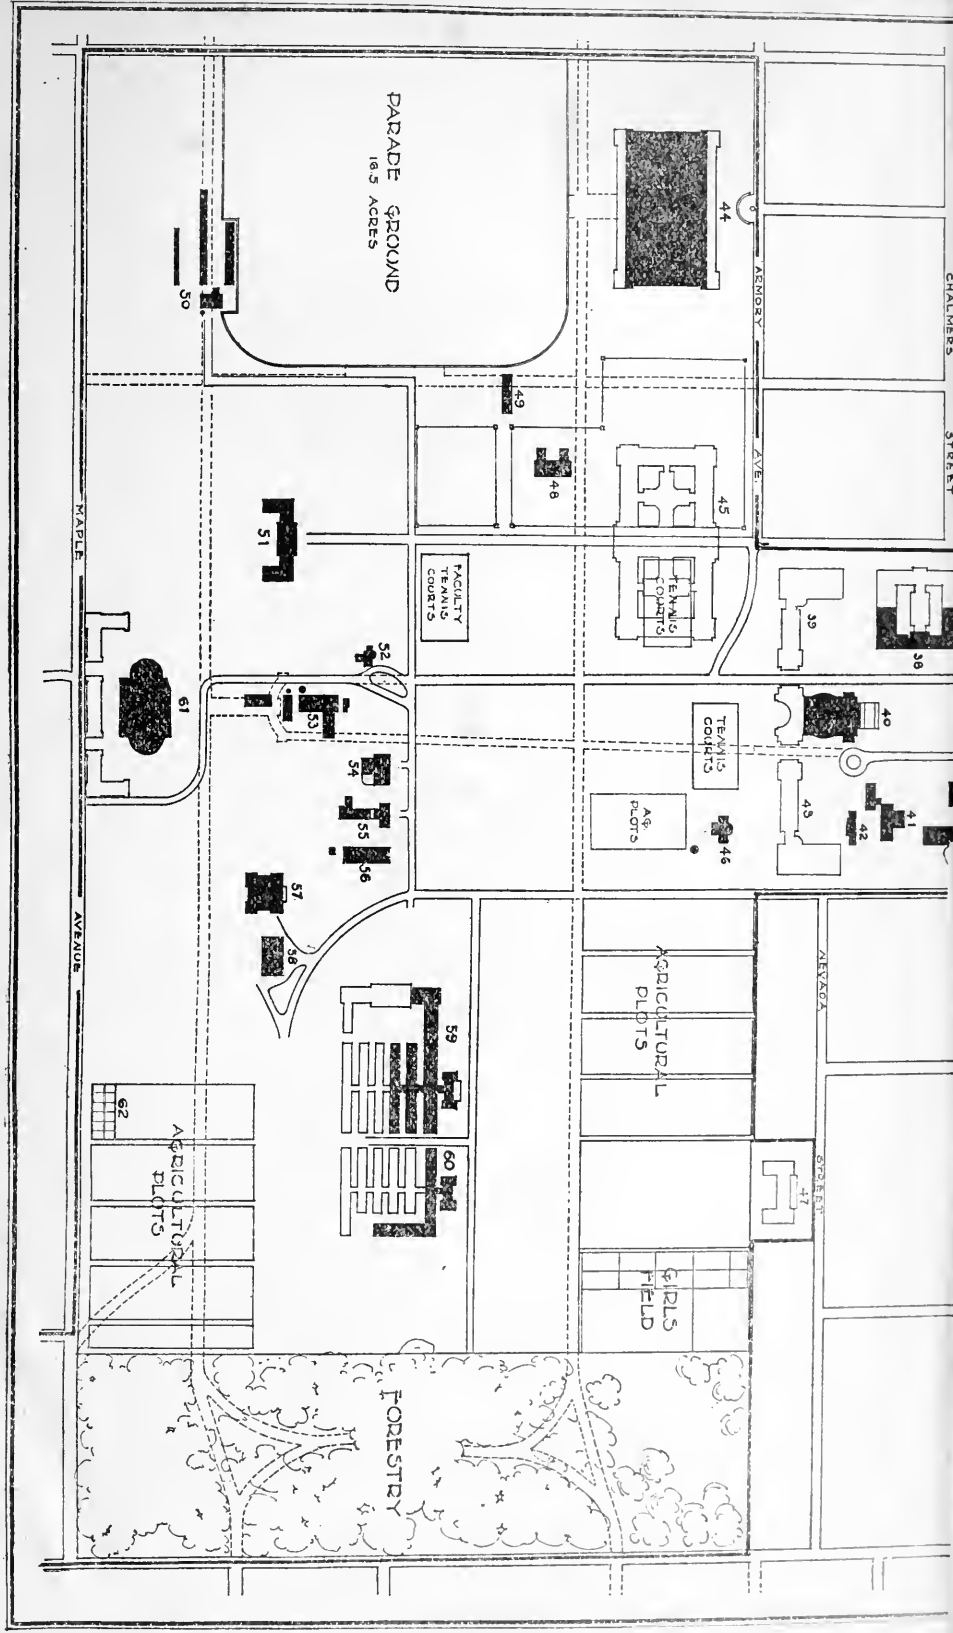 CHALMERS STREET
44
ARMORY AVE.
PARADE GROUND
18.5 ACRES
50
49
48
45
TENNIS
COURTS
39
38
51
FACULTY
TENNIS
COURTS
52
40
TENNIS
COURTS
43
41
42
46
AG.
PLOTS
53
61
54
55
56
57
58
MAPLE AVENUE
NEVADA STREET
AGRICULTURAL
PLOTS
59
60
47
62
AGRICULTURAL
PLOTS
GIRLS
FIELD
FORESTRY